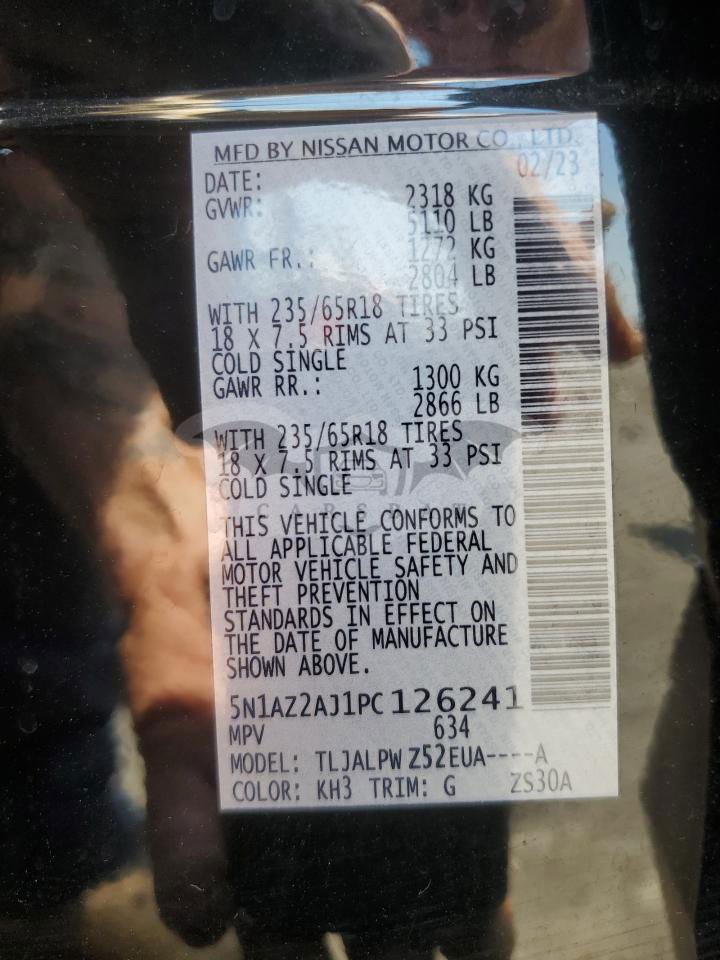 MFD BY NISSAN MOTOR CO., LTD.
DATE: 02/23
GVWR: 2318 KG
5110 LB
GAWR FR.: 1272 KG
2804 LB
WITH 235/65R18 TIRES
18 X 7.5 RIMS AT 33 PSI
COLD SINGLE
GAWR RR.: 1300 KG
2866 LB
WITH 235/65R18 TIRES
18 X 7.5 RIMS AT 33 PSI
COLD SINGLE
THIS VEHICLE CONFORMS TO
ALL APPLICABLE FEDERAL
MOTOR VEHICLE SAFETY AND
THEFT PREVENTION
STANDARDS IN EFFECT ON
THE DATE OF MANUFACTURE
SHOWN ABOVE.
5N1AZ2AJ1PC126241
MPV 634
MODEL: TLJALPWZ52EUA----A
COLOR: KH3 TRIM: G ZS30A